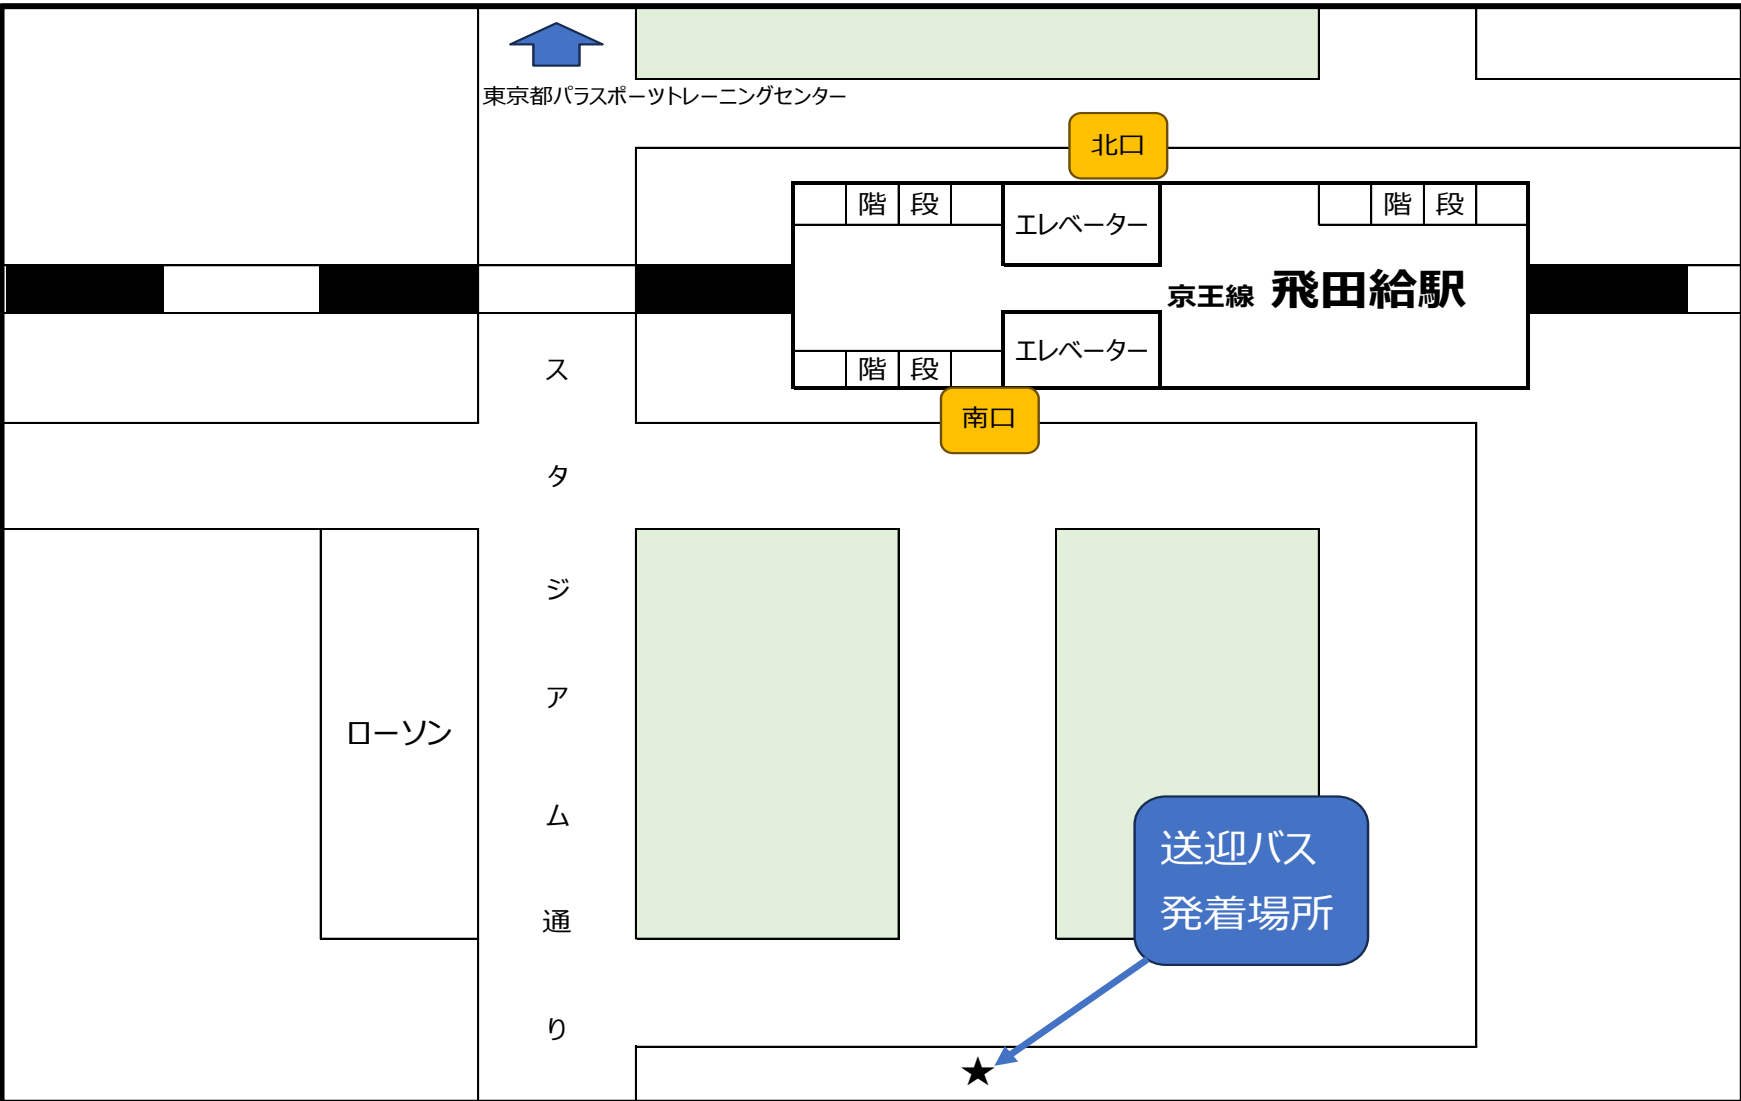 東京都パラスポーツトレーニングセンター
北口
階段
エレベーター
階段
京王線 飛田給駅
エレベーター
階段
南口
スタジアム通り
ローソン
送迎バス
発着場所
★